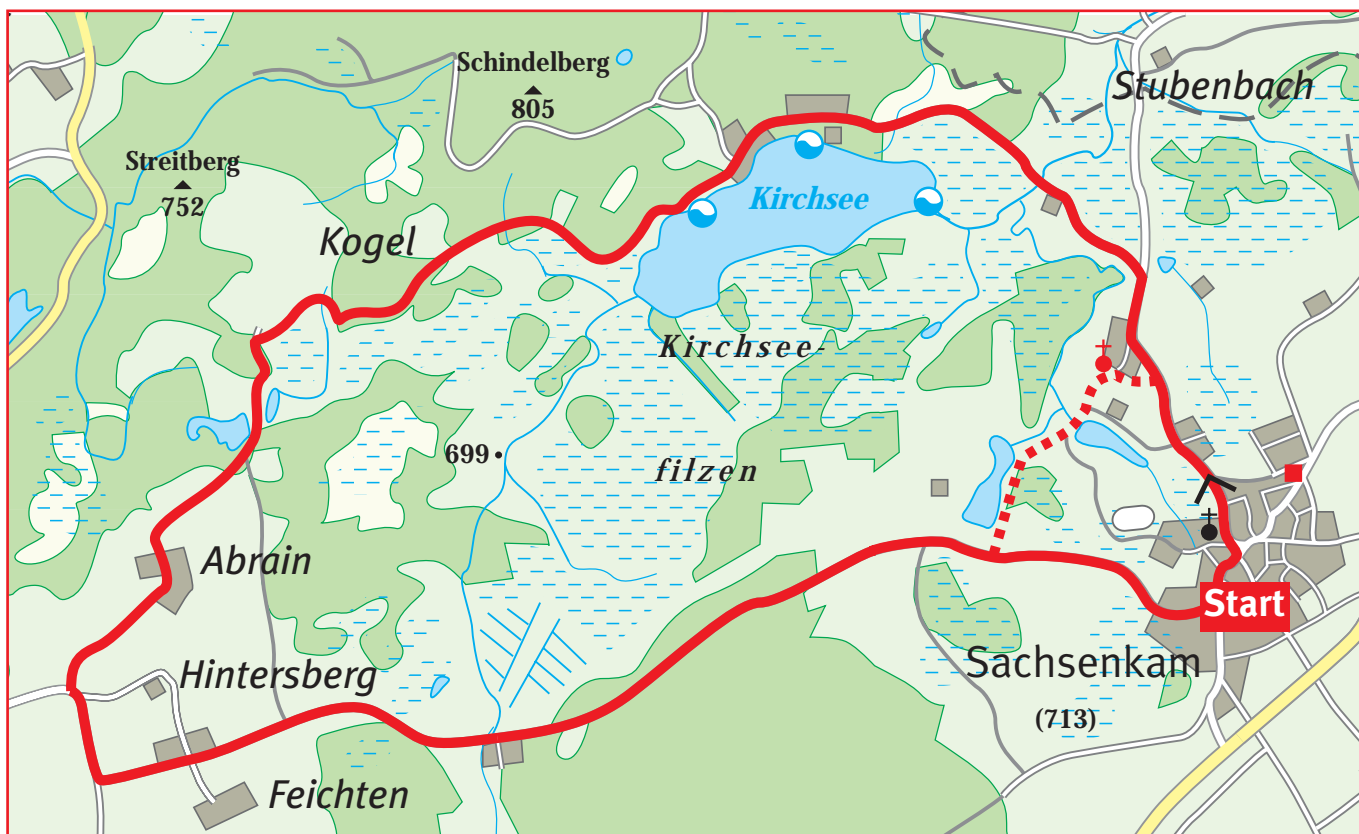 Schindelberg
805
Stubenbach
Streitberg
752
Kirchsee
Kogel
Kirchsee-
filzen
699
Abrain
Start
Hintersberg
Sachsenkam
(713)
Feichten